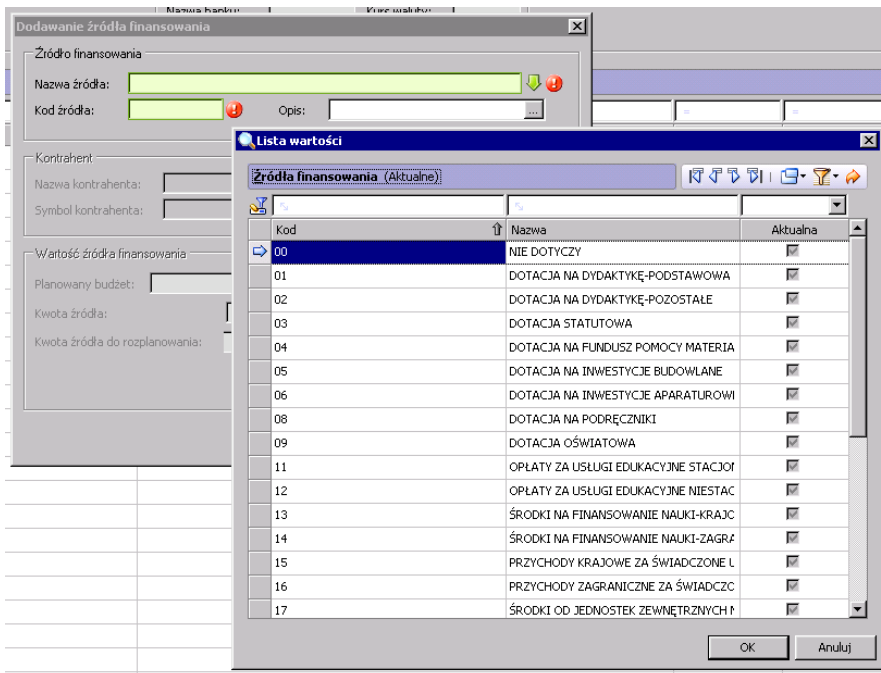 Nazwa banku: Kurs waluty:
Dodawanie źródła finansowania
Źródło finansowania
Nazwa źródła:
Kod źródła: Opis: ...
Lista wartości
Kontrahent
Nazwa kontrahenta:
Symbol kontrahenta:
Wartość źródła finansowania
Planowany budżet:
Kwota źródła:
Kwota źródła do rozplanowania:
Źródła finansowania (Aktualne)
Kod Nazwa Aktualna
00 NIE DOTYCZY
01 DOTACJA NA DYDAKTYKĘ-PODSTAWOWA
02 DOTACJA NA DYDAKTYKĘ-POZOSTAŁE
03 DOTACJA STATUTOWA
04 DOTACJA NA FUNDUSZ POMOCY MATERIA
05 DOTACJA NA INWESTYCJE BUDOWLANE
06 DOTACJA NA INWESTYCJE APARATUROWI
08 DOTACJA NA PODRĘCZNIKI
09 DOTACJA OŚWIATOWA
11 OPŁATY ZA USŁUGI EDUKACYJNE STACJO
12 OPŁATY ZA USŁUGI EDUKACYJNE NIESTAC
13 ŚRODKI NA FINANSOWANIE NAUKI-KRAJO
14 ŚRODKI NA FINANSOWANIE NAUKI-ZAGRA
15 PRZYCHODY KRAJOWE ZA ŚWIADCZONE U
16 PRZYCHODY ZAGRANICZNE ZA ŚWIADCZO
17 ŚRODKI OD JEDNOSTEK ZEWNĘTRZNYCH N
OK Anuluj